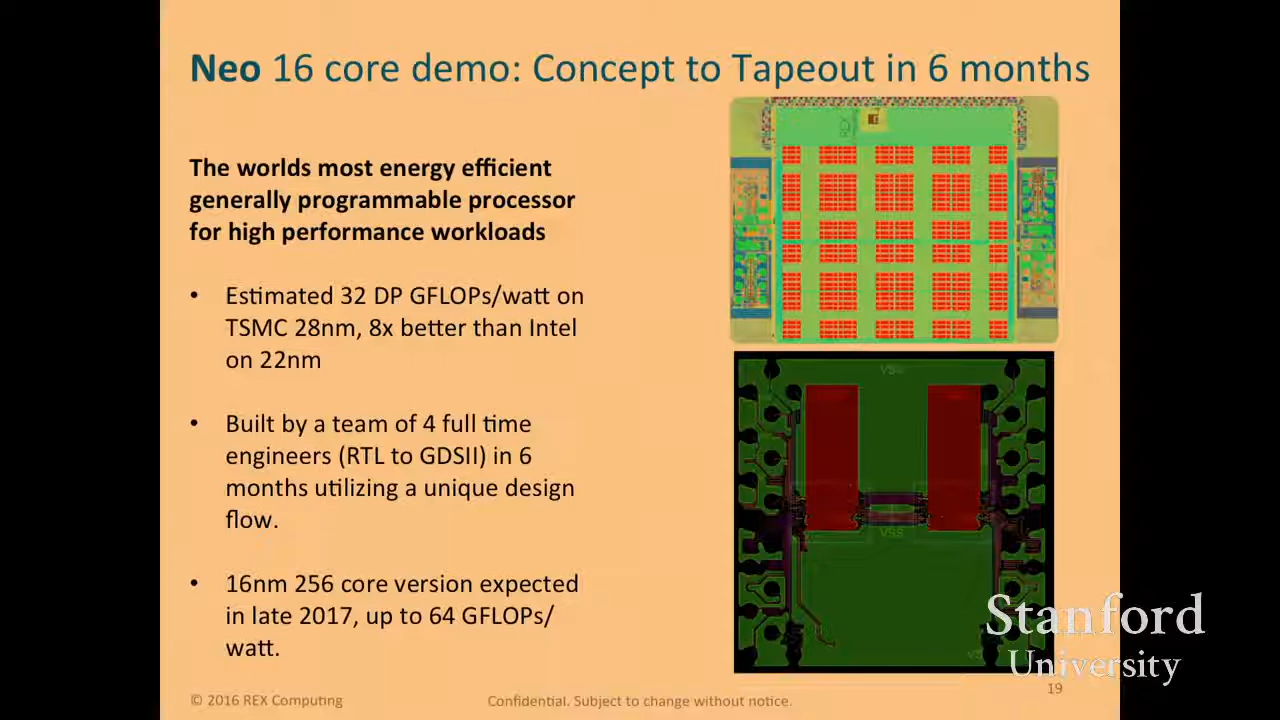 Neo 16 core demo: Concept to Tapeout in 6 months
The worlds most energy efficient
generally programmable processor
for high performance workloads
• Estimated 32 DP GFLOPs/watt on
TSMC 28nm, 8x better than Intel
on 22nm
• Built by a team of 4 full time
engineers (RTL to GDSII) in 6
months utilizing a unique design
flow.
• 16nm 256 core version expected
in late 2017, up to 64 GFLOPs/
watt.
REX
VSS
Stanford
University
© 2016 REX Computing
Confidential. Subject to change without notice.
19